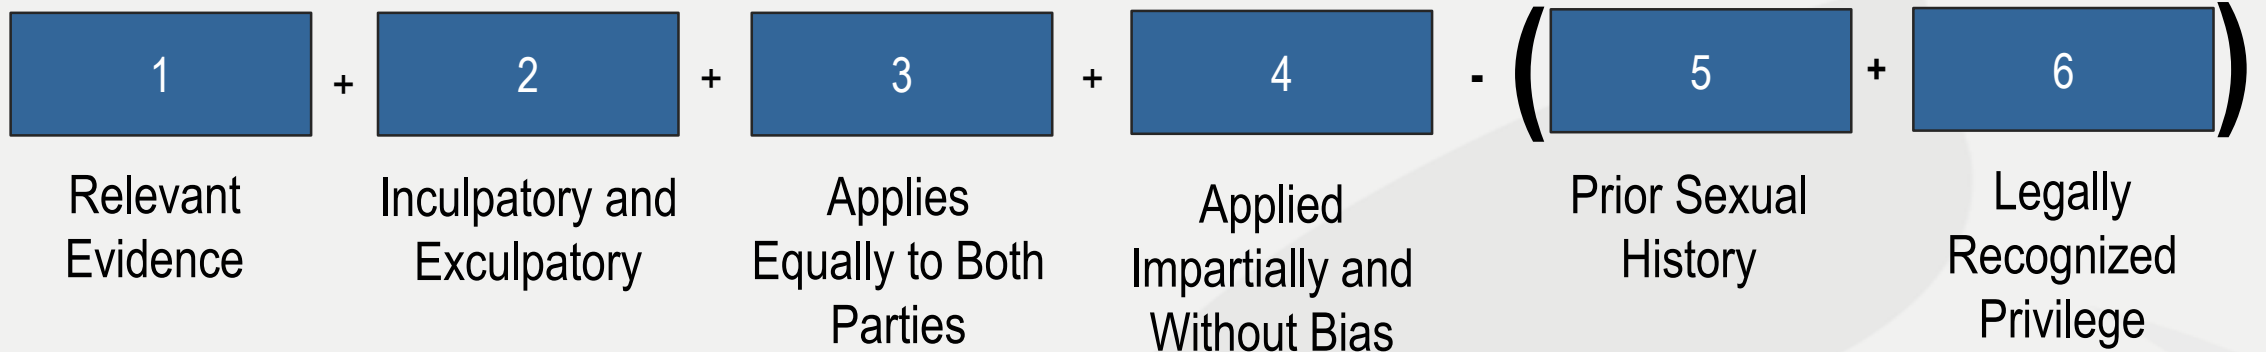 1 + 2 + 3 + 4 - ( 5 + 6 )
Relevant
Evidence
Inculpatory and
Exculpatory
Applies
Equally to Both
Parties
Applied
Impartially and
Without Bias
Prior Sexual
History
Legally
Recognized
Privilege